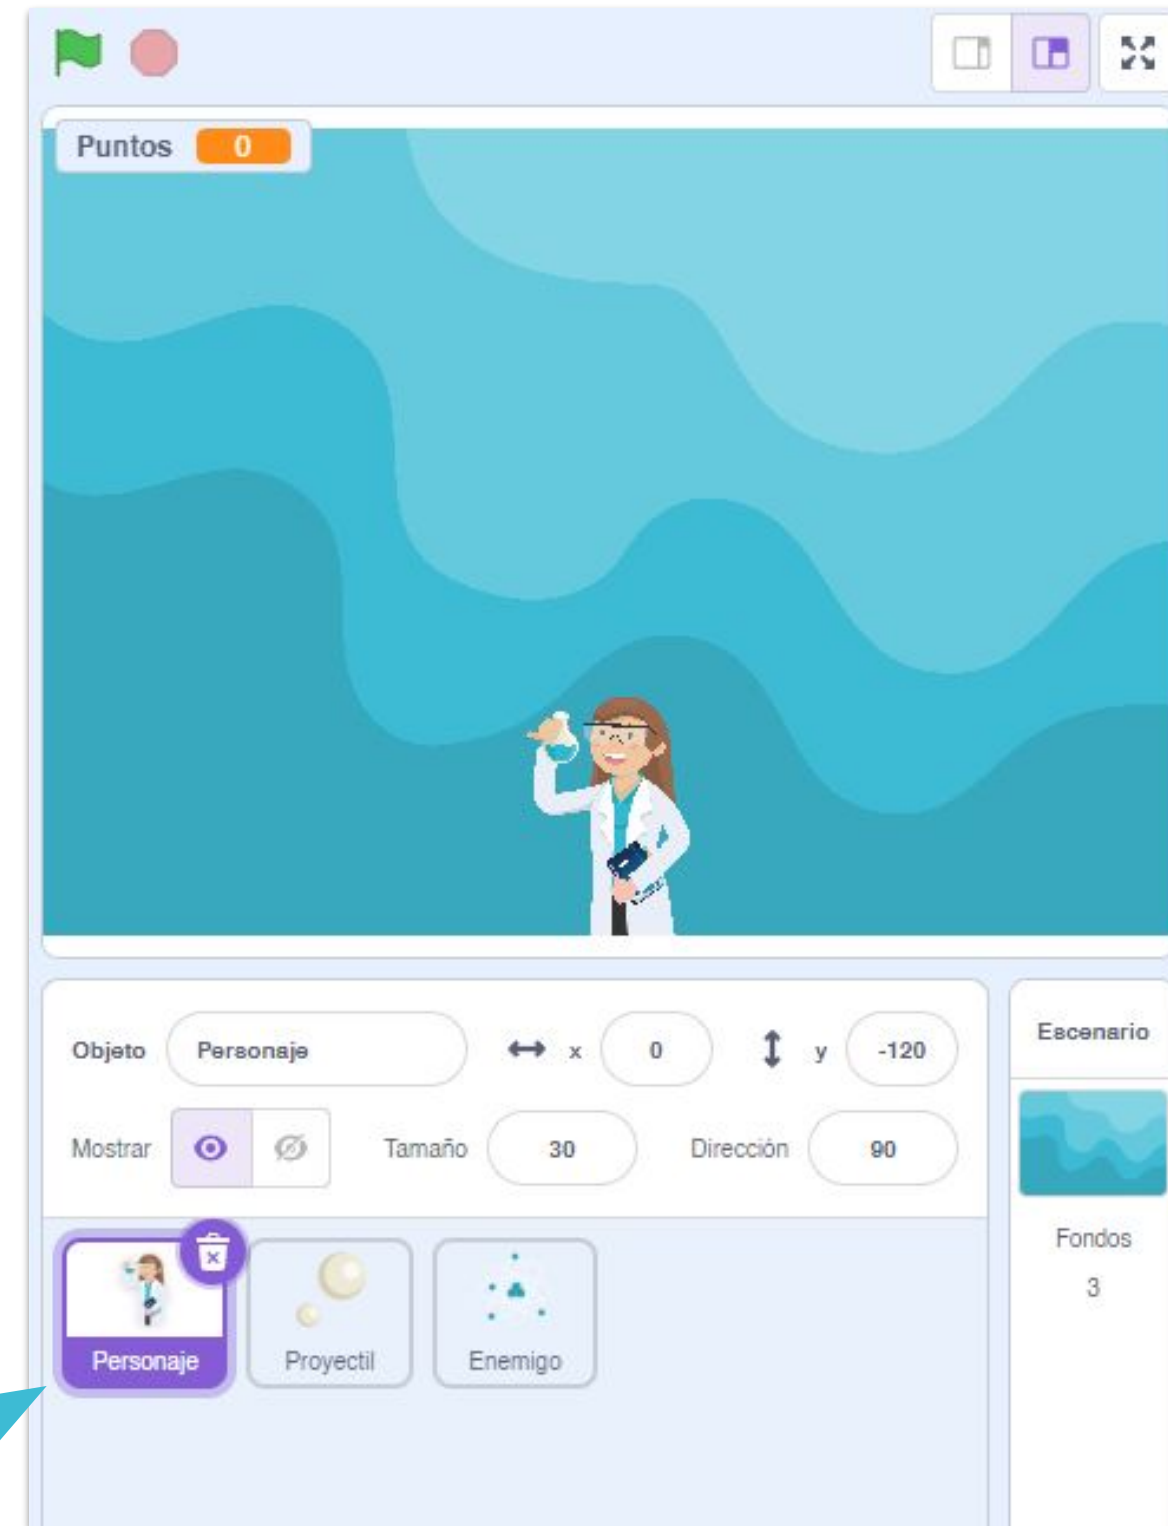 Puntos 0
Objeto Personaje x 0 y -120
Mostrar Tamaño 30 Dirección 90
Personaje Proyectil Enemigo
Escenario
Fondos
3